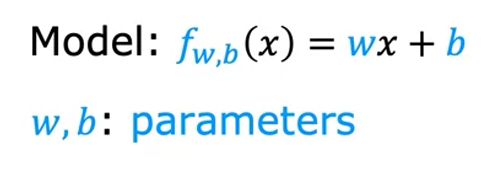 Model: f_{w,b}(x) = wx + b
w, b: parameters